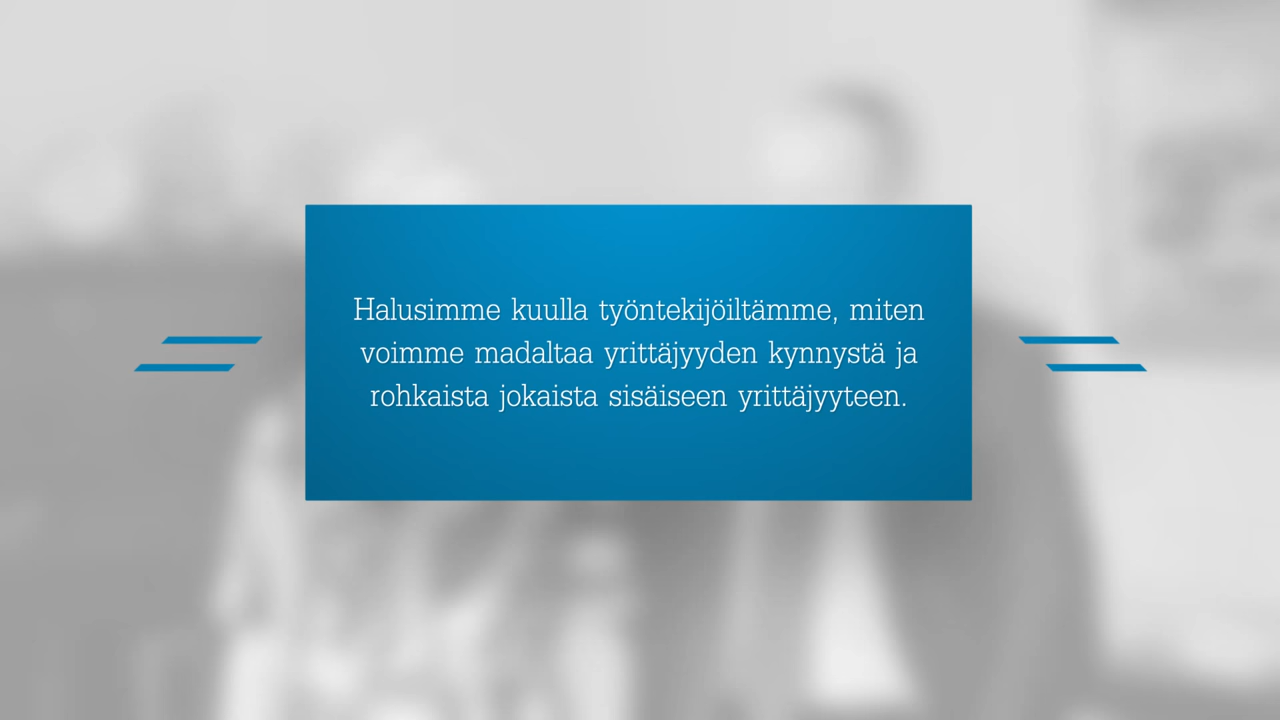 Halusimme kuulla työntekijöiltämme, miten
voimme madaltaa yrittäjyyden kynnystä ja
rohkaista jokaista sisäiseen yrittäjyyteen.